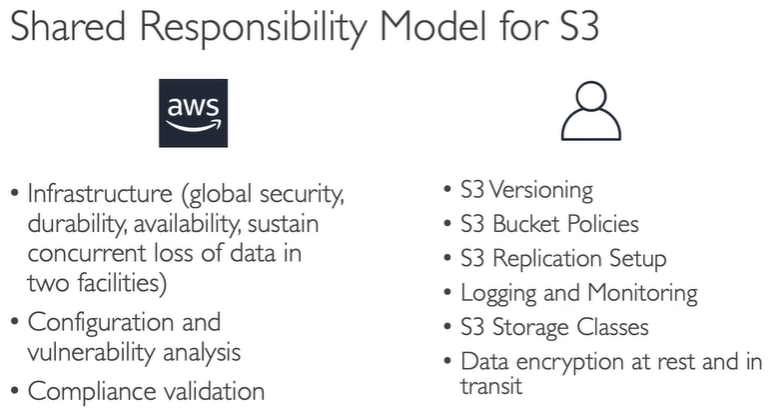 Shared Responsibility Model for S3
aws
• Infrastructure (global security,
durability, availability, sustain
concurrent loss of data in
two facilities)
• Configuration and
vulnerability analysis
• Compliance validation
• S3 Versioning
• S3 Bucket Policies
• S3 Replication Setup
• Logging and Monitoring
• S3 Storage Classes
• Data encryption at rest and in
transit